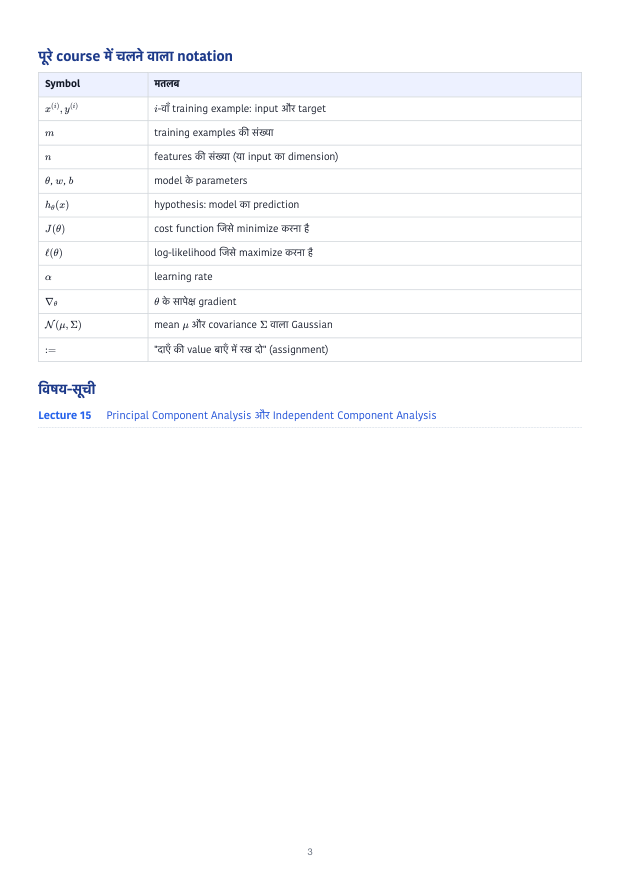 पूरे course में चलने वाला notation
Symbol मतलब
x^(i), y^(i) i-वाँ training example: input और target
m training examples की संख्या
n features की संख्या (या input का dimension)
θ, w, b model के parameters
h_θ(x) hypothesis: model का prediction
J(θ) cost function जिसे minimize करना है
ℓ(θ) log-likelihood जिसे maximize करना है
α learning rate
∇_θ θ के सापेक्ष gradient
𝒩(μ, Σ) mean μ और covariance Σ वाला Gaussian
:= "दाएँ की value बाएँ में रख दो" (assignment)
विषय-सूची
Lecture 15 Principal Component Analysis और Independent Component Analysis
3